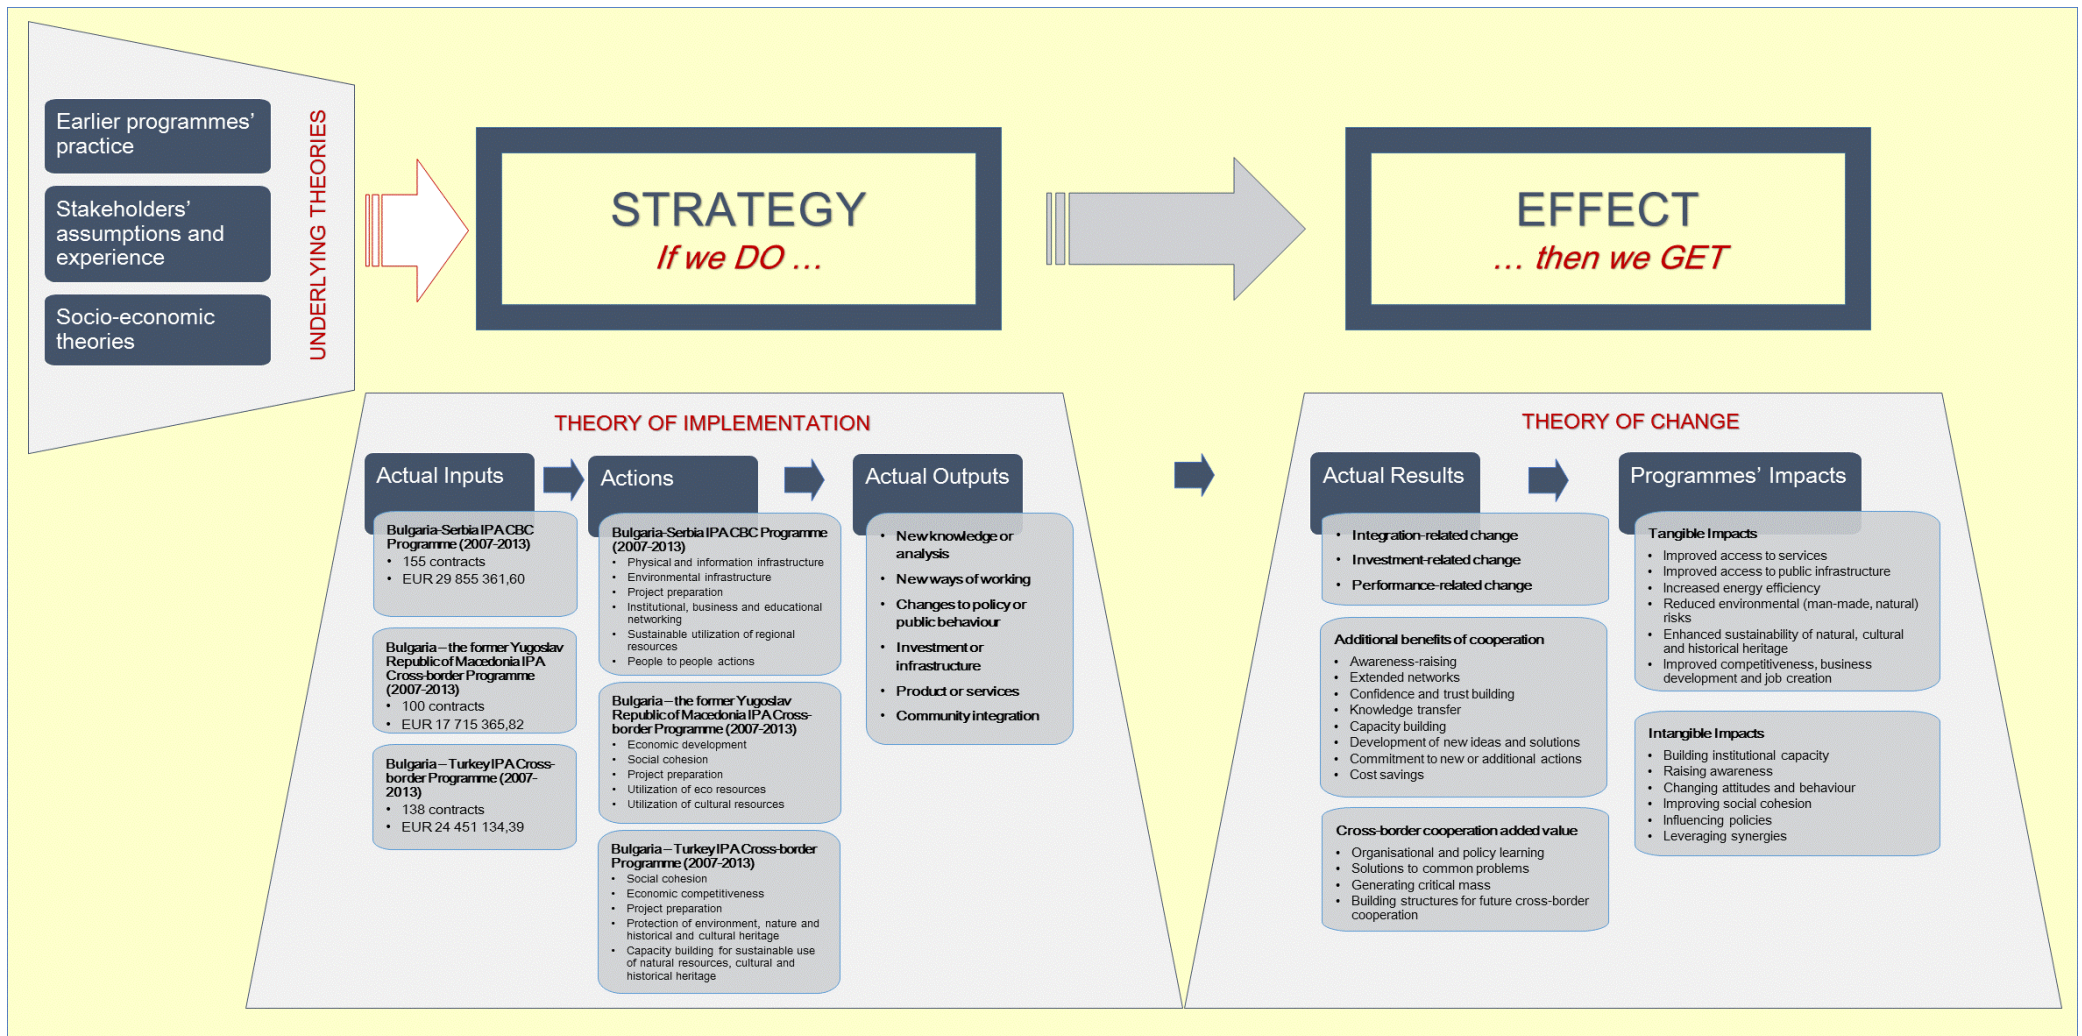 Earlier programmes’
practice
Stakeholders’
assumptions and
experience
Socio-economic
theories
UNDERLYING THEORIES
STRATEGY
If we DO …
EFFECT
… then we GET
THEORY OF IMPLEMENTATION
Actual Inputs
Bulgaria-Serbia IPA CBC
Programme (2007-2013)
• 155 contracts
• EUR 29 855 361,60
Bulgaria – the former Yugoslav
Republic of Macedonia IPA
Cross-border Programme
(2007-2013)
• 100 contracts
• EUR 17 715 365,82
Bulgaria – Turkey IPA Cross-
border Programme (2007-
2013)
• 138 contracts
• EUR 24 451 134,39
Actions
Bulgaria-Serbia IPA CBC Programme
(2007-2013)
• Physical and information infrastructure
• Environmental infrastructure
• Project preparation
• Institutional, business and educational
networking
• Sustainable utilization of regional
resources
• People to people actions
Bulgaria – the former Yugoslav
Republic of Macedonia IPA Cross-
border Programme (2007-2013)
• Economic development
• Social cohesion
• Project preparation
• Utilization of eco resources
• Utilization of cultural resources
Bulgaria – Turkey IPA Cross-border
Programme (2007-2013)
• Social cohesion
• Economic competitiveness
• Project preparation
• Protection of environment, nature and
historical and cultural heritage
• Capacity building for sustainable use
of natural resources, cultural and
historical heritage
Actual Outputs
• New knowledge or
analysis
• New ways of working
• Changes to policy or
public behaviour
• Investment or
infrastructure
• Product or services
• Community integration
THEORY OF CHANGE
Actual Results
• Integration-related change
• Investment-related change
• Performance-related change
Additional benefits of cooperation
• Awareness-raising
• Extended networks
• Confidence and trust building
• Knowledge transfer
• Capacity building
• Development of new ideas and solutions
• Commitment to new or additional actions
• Cost savings
Cross-border cooperation added value
• Organisational and policy learning
• Solutions to common problems
• Generating critical mass
• Building structures for future cross-border
cooperation
Programmes’ Impacts
Tangible Impacts
• Improved access to services
• Improved access to public infrastructure
• Increased energy efficiency
• Reduced environmental (man-made, natural)
risks
• Enhanced sustainability of natural, cultural
and historical heritage
• Improved competitiveness, business
development and job creation
Intangible Impacts
• Building institutional capacity
• Raising awareness
• Changing attitudes and behaviour
• Improving social cohesion
• Influencing policies
• Leveraging synergies